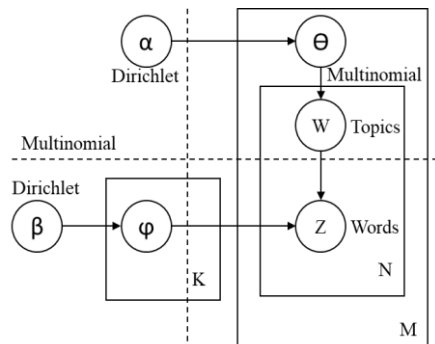 α
Θ
Dirichlet
Multinomial
W
Topics
Multinomial
Dirichlet
β
φ
Z
Words
K
N
M